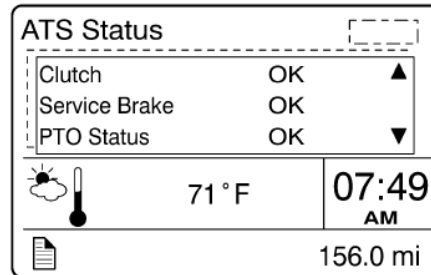 ATS Status
Clutch OK
Service Brake OK
PTO Status OK
71°F
07:49
AM
156.0 mi